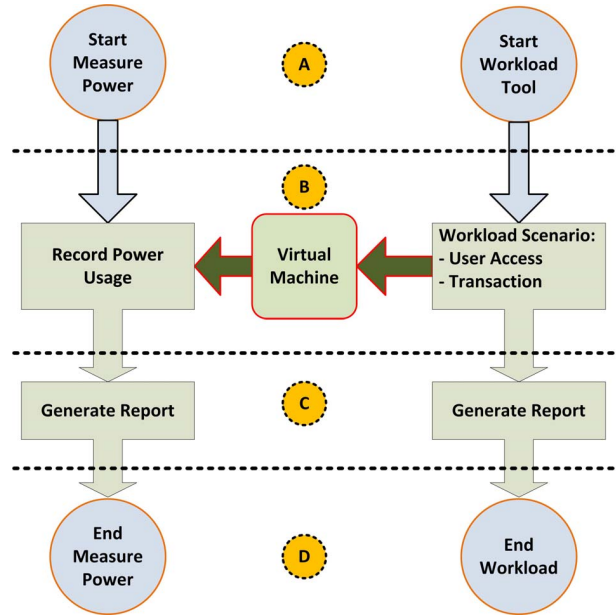 Start
Measure
Power
A
Start
Workload
Tool
B
Record Power
Usage
Virtual
Machine
Workload Scenario:
- User Access
- Transaction
Generate Report
C
Generate Report
End
Measure
Power
D
End
Workload